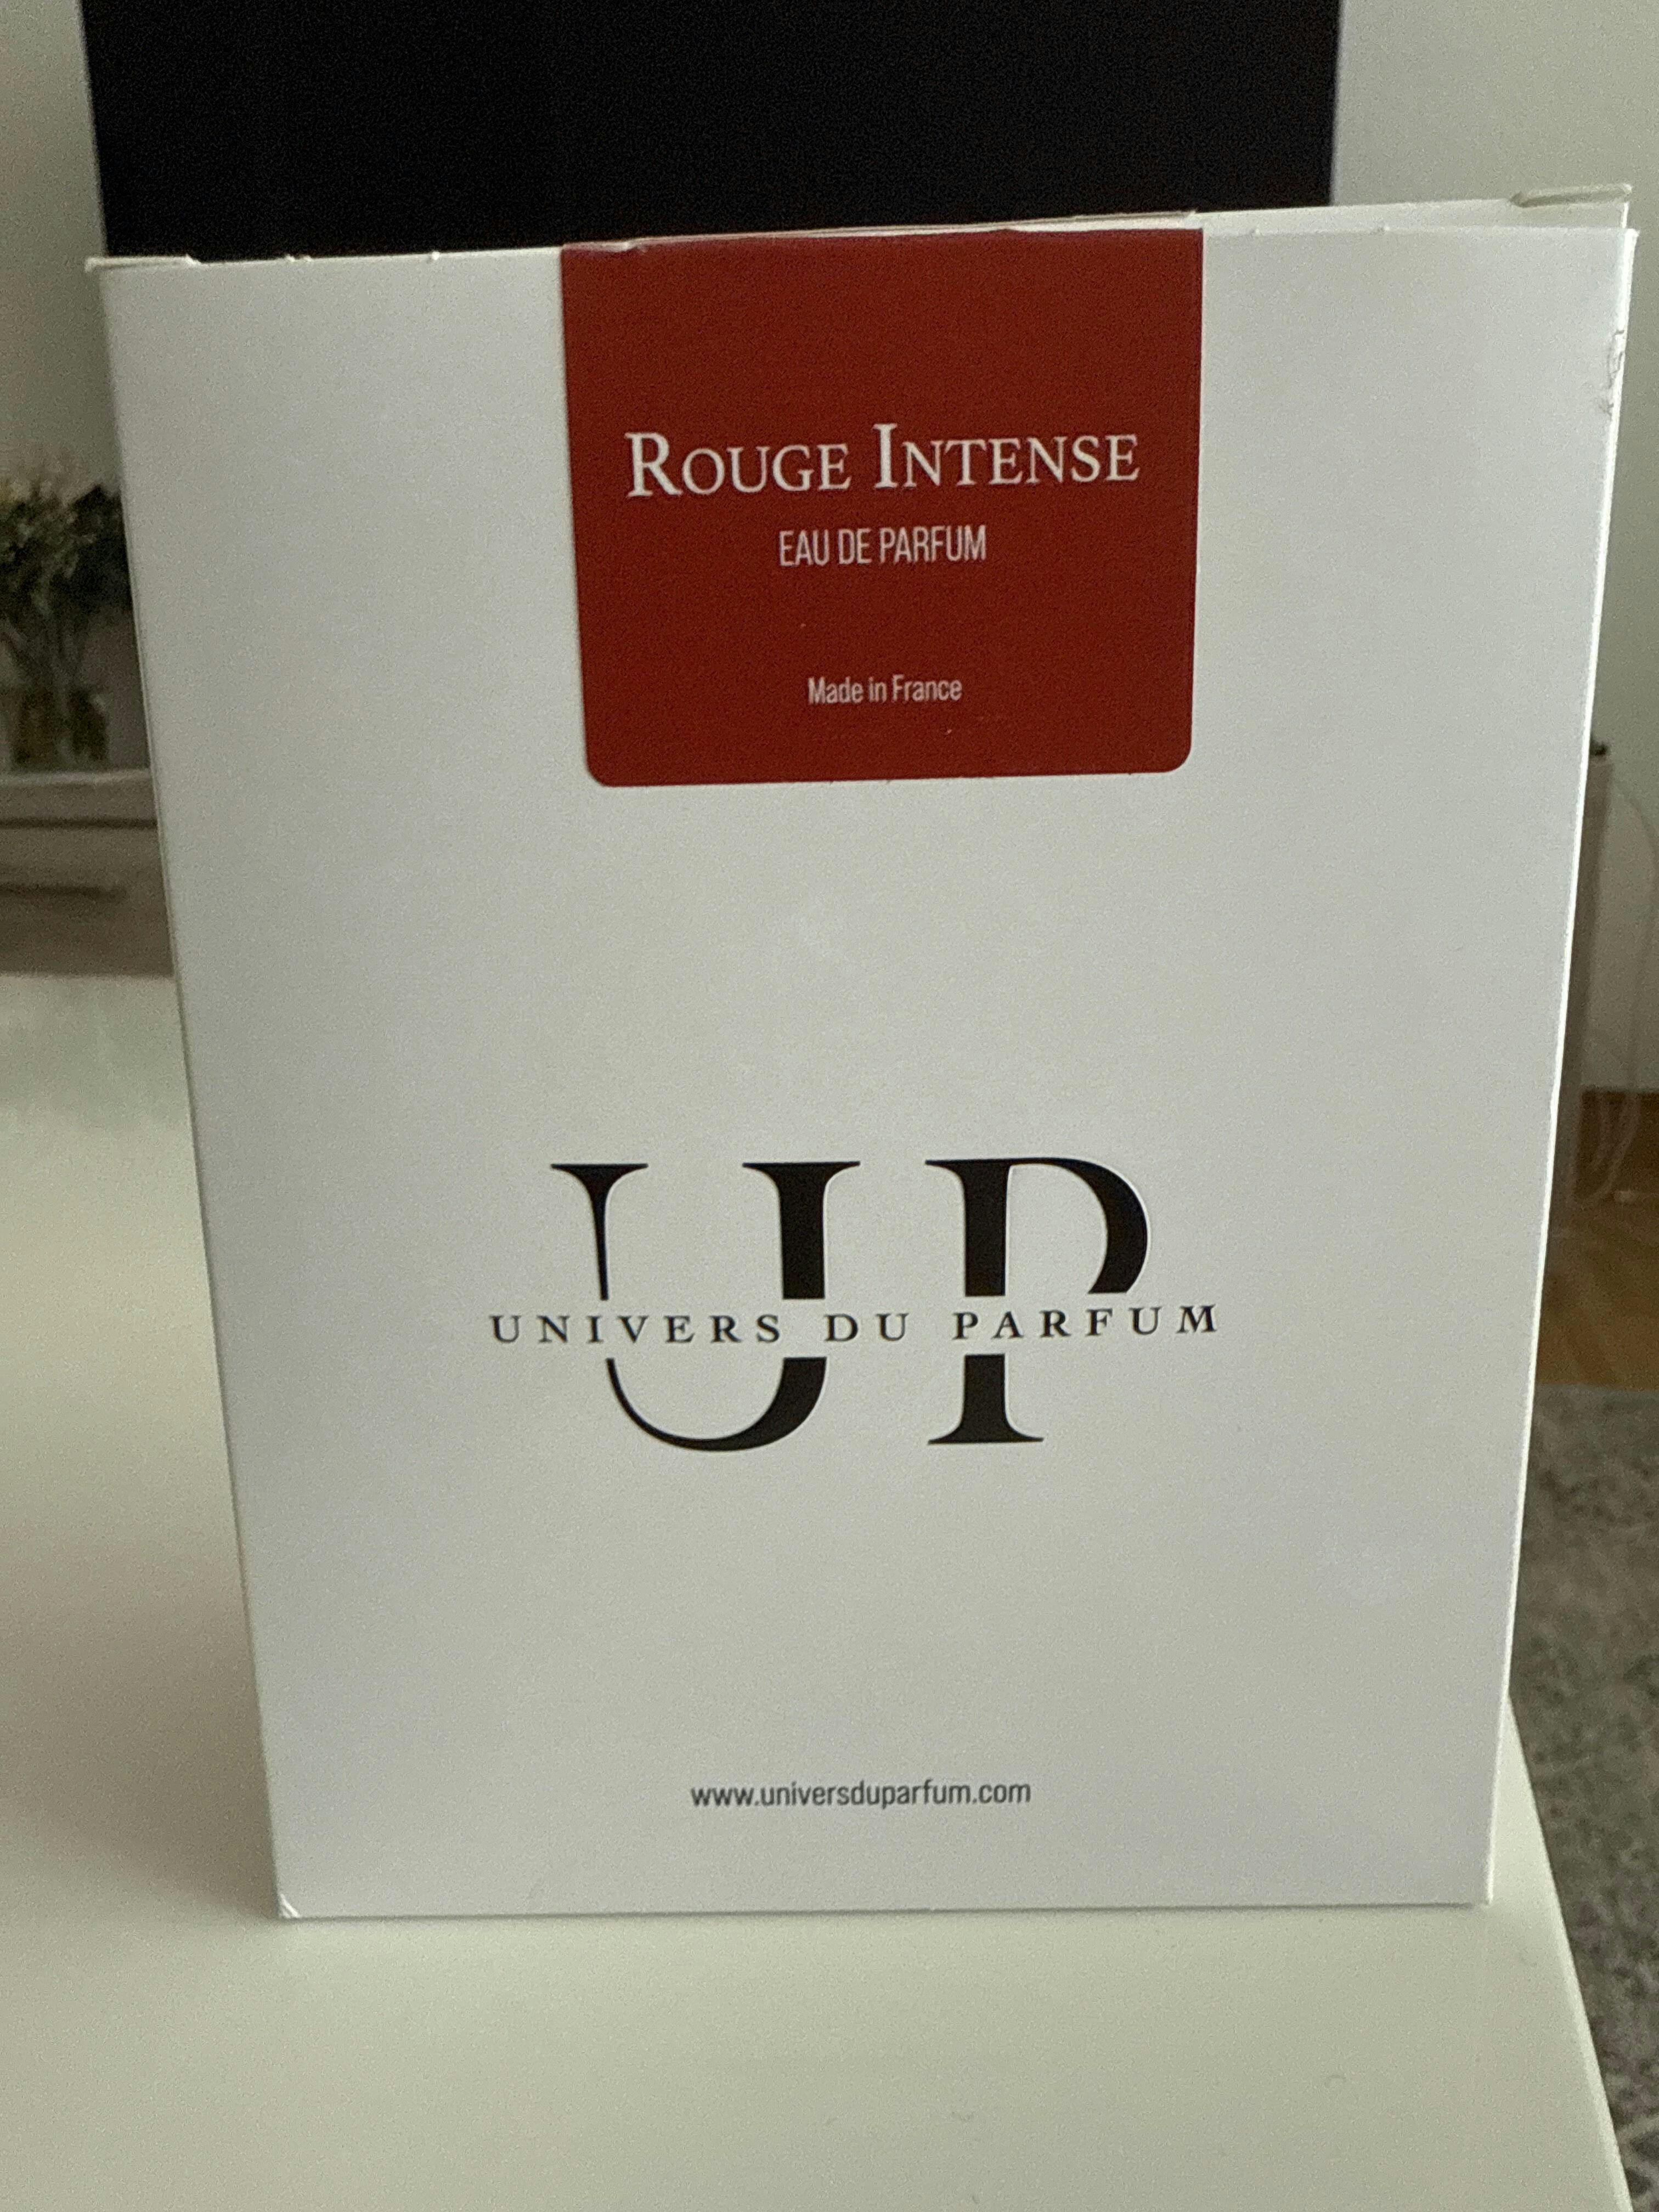 ROUGE INTENSE
EAU DE PARFUM
Made in France
UP
UNIVERS DU PARFUM
www.universduparfum.com